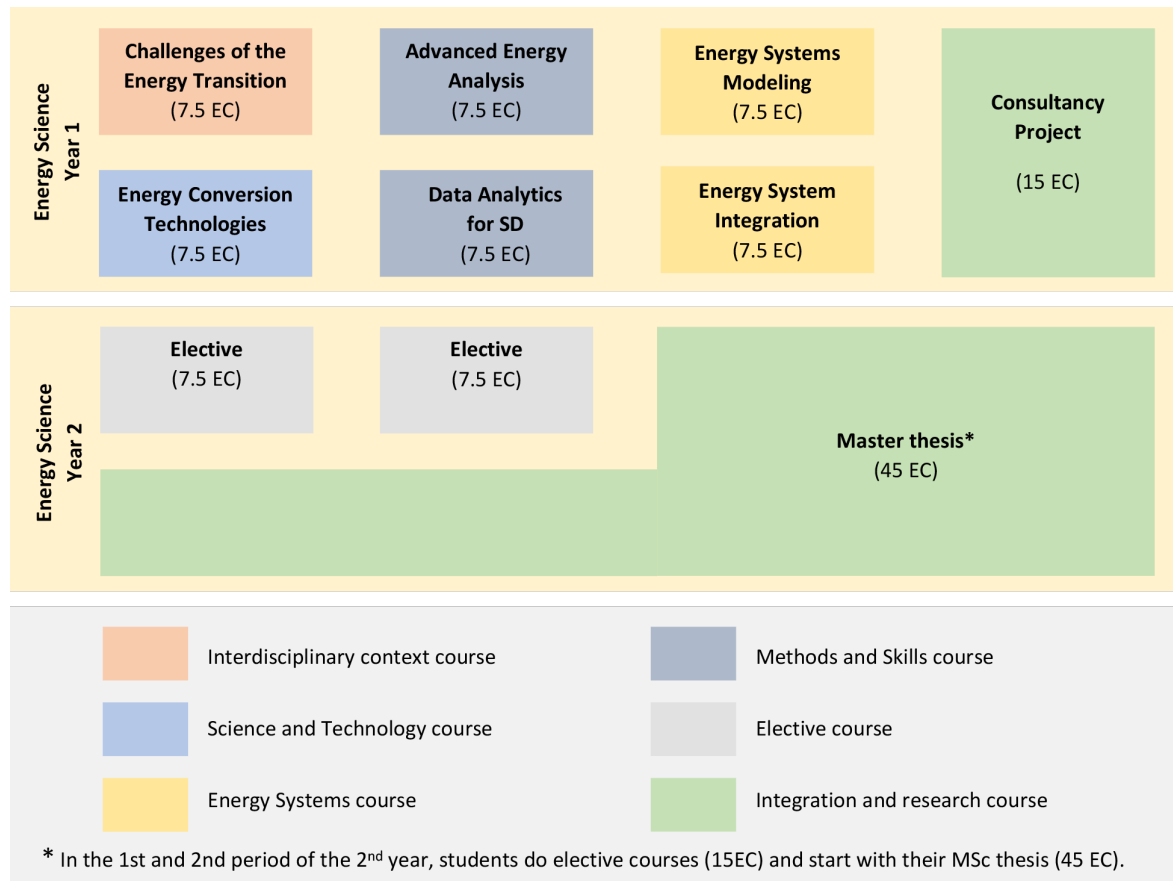 Energy Science
Year 1
Challenges of the
Energy Transition
(7.5 EC)
Advanced Energy
Analysis
(7.5 EC)
Energy Systems
Modeling
(7.5 EC)
Consultancy
Project
(15 EC)
Energy Conversion
Technologies
(7.5 EC)
Data Analytics
for SD
(7.5 EC)
Energy System
Integration
(7.5 EC)
Energy Science
Year 2
Elective
(7.5 EC)
Elective
(7.5 EC)
Master thesis*
(45 EC)
Interdisciplinary context course
Methods and Skills course
Science and Technology course
Elective course
Energy Systems course
Integration and research course
* In the 1st and 2nd period of the 2nd year, students do elective courses (15EC) and start with their MSc thesis (45 EC).